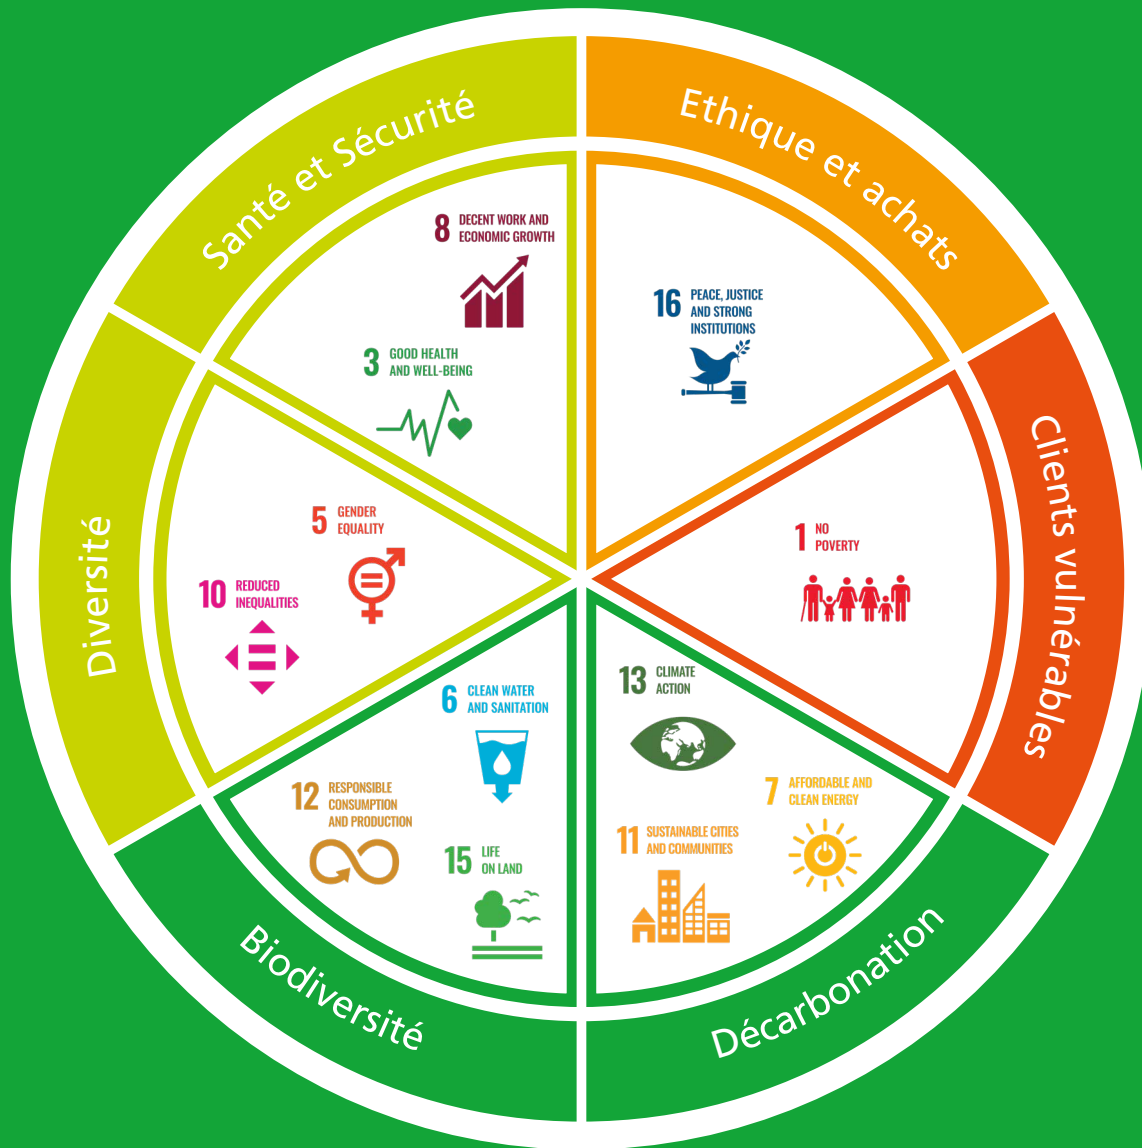 Santé et Sécurité
Ethique et achats
8 DECENT WORK AND
ECONOMIC GROWTH
3 GOOD HEALTH
AND WELL-BEING
16 PEACE, JUSTICE
AND STRONG
INSTITUTIONS
Clients vulnérables
1 NO
POVERTY
Diversité
5 GENDER
EQUALITY
10 REDUCED
INEQUALITIES
6 CLEAN WATER
AND SANITATION
12 RESPONSIBLE
CONSUMPTION
AND PRODUCTION
15 LIFE
ON LAND
Biodiversité
13 CLIMATE
ACTION
7 AFFORDABLE AND
CLEAN ENERGY
11 SUSTAINABLE CITIES
AND COMMUNITIES
Décarbonation